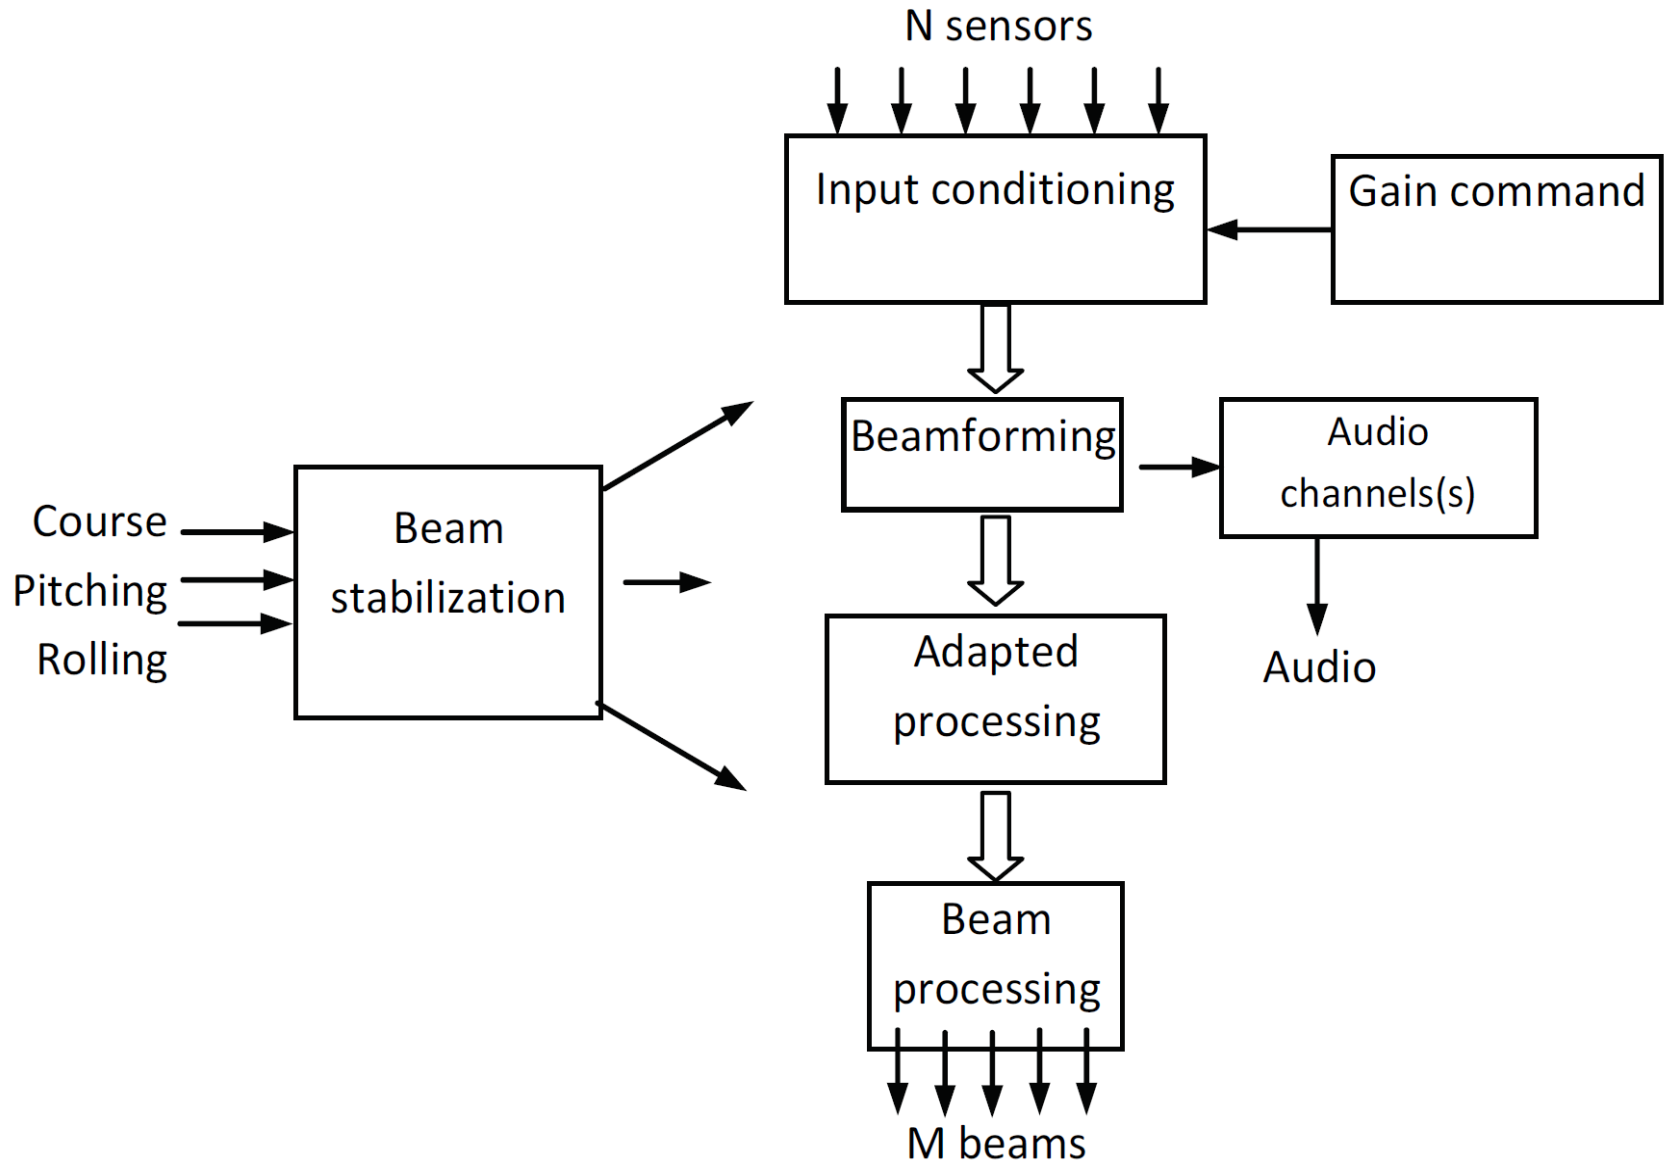 N sensors
Input conditioning
Gain command
Beamforming
Audio
channels(s)
Course
Pitching
Rolling
Beam
stabilization
Adapted
processing
Audio
Beam
processing
M beams